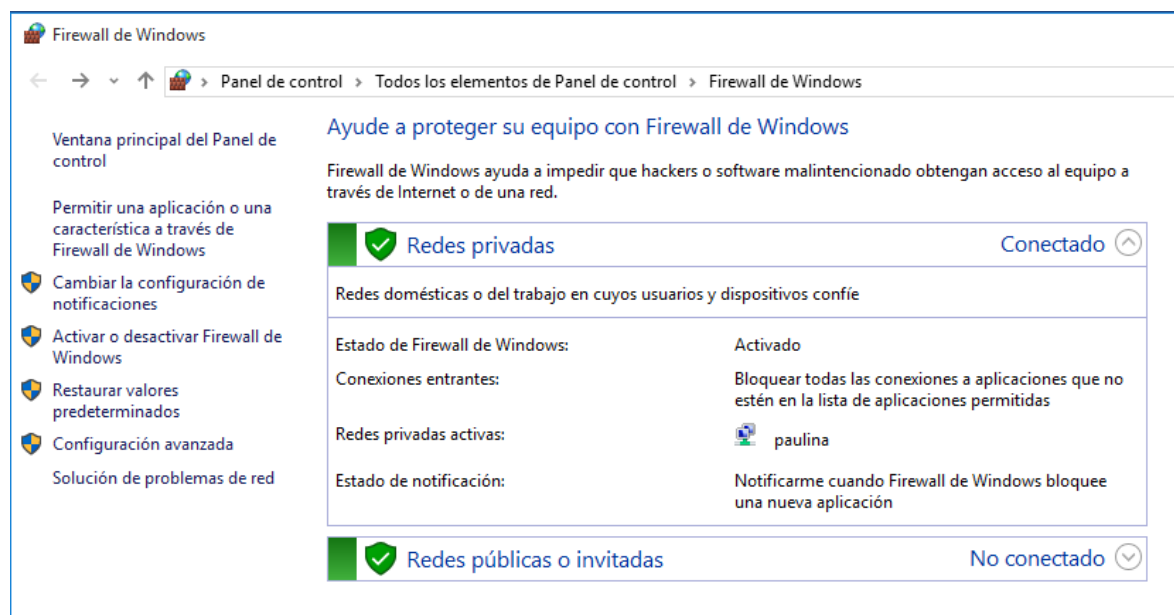 Firewall de Windows
Panel de control > Todos los elementos de Panel de control > Firewall de Windows
Ventana principal del Panel de
control
Permitir una aplicación o una
característica a través de
Firewall de Windows
Cambiar la configuración de
notificaciones
Activar o desactivar Firewall de
Windows
Restaurar valores
predeterminados
Configuración avanzada
Solución de problemas de red
Ayude a proteger su equipo con Firewall de Windows
Firewall de Windows ayuda a impedir que hackers o software malintencionado obtengan acceso al equipo a
través de Internet o de una red.
Redes privadas Conectado
Redes domésticas o del trabajo en cuyos usuarios y dispositivos confíe
Estado de Firewall de Windows: Activado
Conexiones entrantes: Bloquear todas las conexiones a aplicaciones que no
estén en la lista de aplicaciones permitidas
Redes privadas activas: paulina
Estado de notificación: Notificarme cuando Firewall de Windows bloquee
una nueva aplicación
Redes públicas o invitadas No conectado